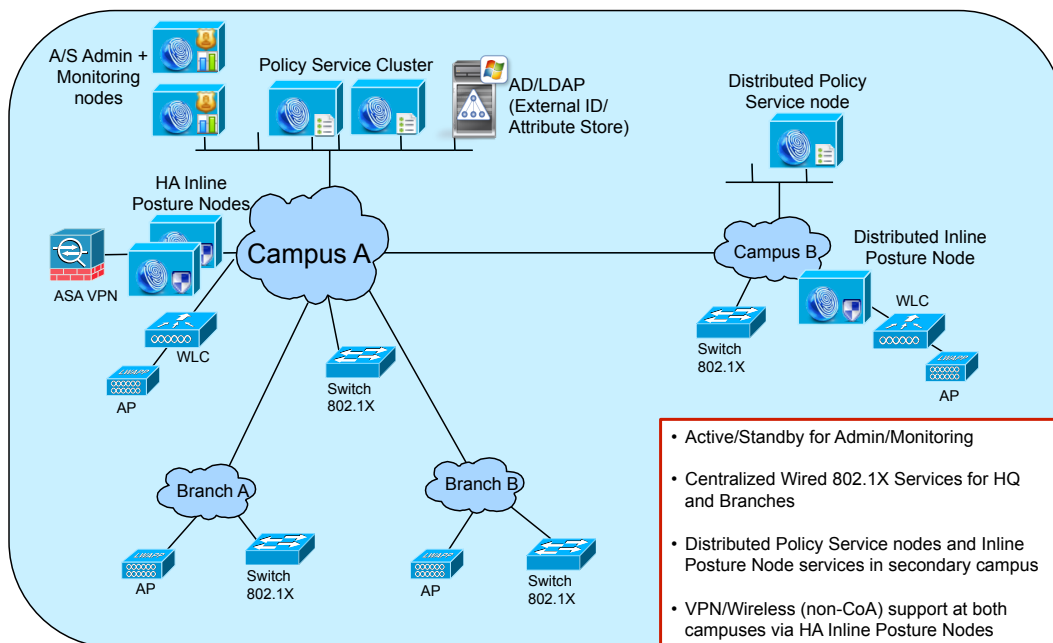 A/S Admin +
Monitoring
nodes
Policy Service Cluster
AD/LDAP
(External ID/
Attribute Store)
Distributed Policy
Service node
HA Inline
Posture Nodes
ASA VPN
Campus A
WLC
AP
Switch
802.1X
Campus B
Distributed Inline
Posture Node
WLC
Switch
802.1X
AP
Branch A
AP
Switch
802.1X
Branch B
AP
Switch
802.1X
LWAPP
LWAPP
LWAPP
LWAPP
• Active/Standby for Admin/Monitoring
• Centralized Wired 802.1X Services for HQ
and Branches
• Distributed Policy Service nodes and Inline
Posture Node services in secondary campus
• VPN/Wireless (non-CoA) support at both
campuses via HA Inline Posture Nodes